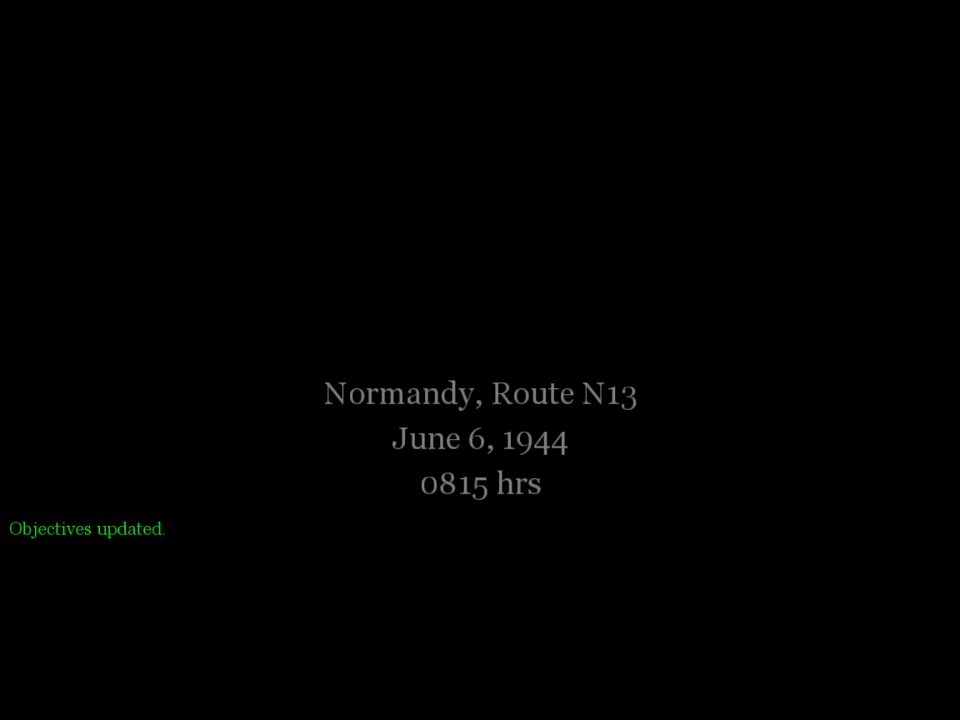 Normandy, Route N13
June 6, 1944
0815 hrs
Objectives updated.